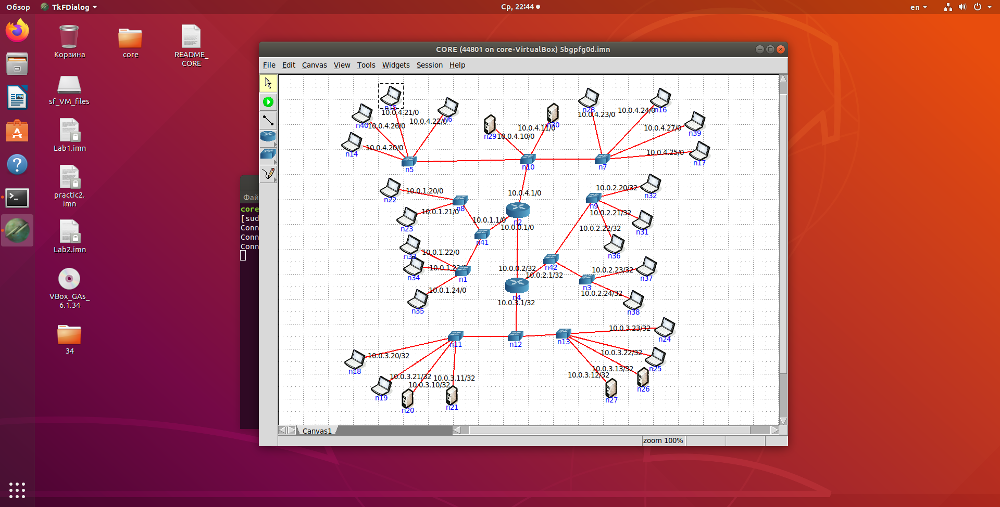 Обзор
TkFDialog
Ср, 22:44
en
Корзина
core
README_
CORE
sf_VM_files
Lab1.imn
practic2.
imn
Lab2.imn
VBox_GAs_
6.1.34
34
Фай
core
[sud
Conn
Conn
Conn
CORE (44801 on core-VirtualBox) 5bgpfg0d.imn
File Edit Canvas View Tools Widgets Session Help
n15
10.0.4.21/0
n40
10.0.4.26/0
n6
10.0.4.22/0
n14
10.0.4.20/0
n5
n29
10.0.4.10/0
n30
10.0.4.11/0
n10
n28
10.0.4.23/0
n16
10.0.4.24/0
n39
10.0.4.27/0
n17
10.0.4.25/0
n7
n22
10.0.1.20/0
n8
n23
10.0.1.21/0
10.0.4.1/0
n2
10.0.1.1/0
10.0.0.1/0
n41
n33
10.0.1.22/0
n34
n1
n35
10.0.1.24/0
n32
10.0.2.20/32
n9
n31
10.0.2.21/32
n36
10.0.2.22/32
n42
10.0.0.2/32
10.0.2.1/32
n4
10.0.3.1/32
n37
10.0.2.23/32
n3
n38
10.0.2.24/32
n11
n12
n13
n24
10.0.3.23/32
n18
10.0.3.20/32
n25
10.0.3.22/32
n19
10.0.3.21/32
n20
10.0.3.10/32
n21
10.0.3.11/32
n26
10.0.3.13/32
n27
10.0.3.12/32
Canvas1
zoom 100%